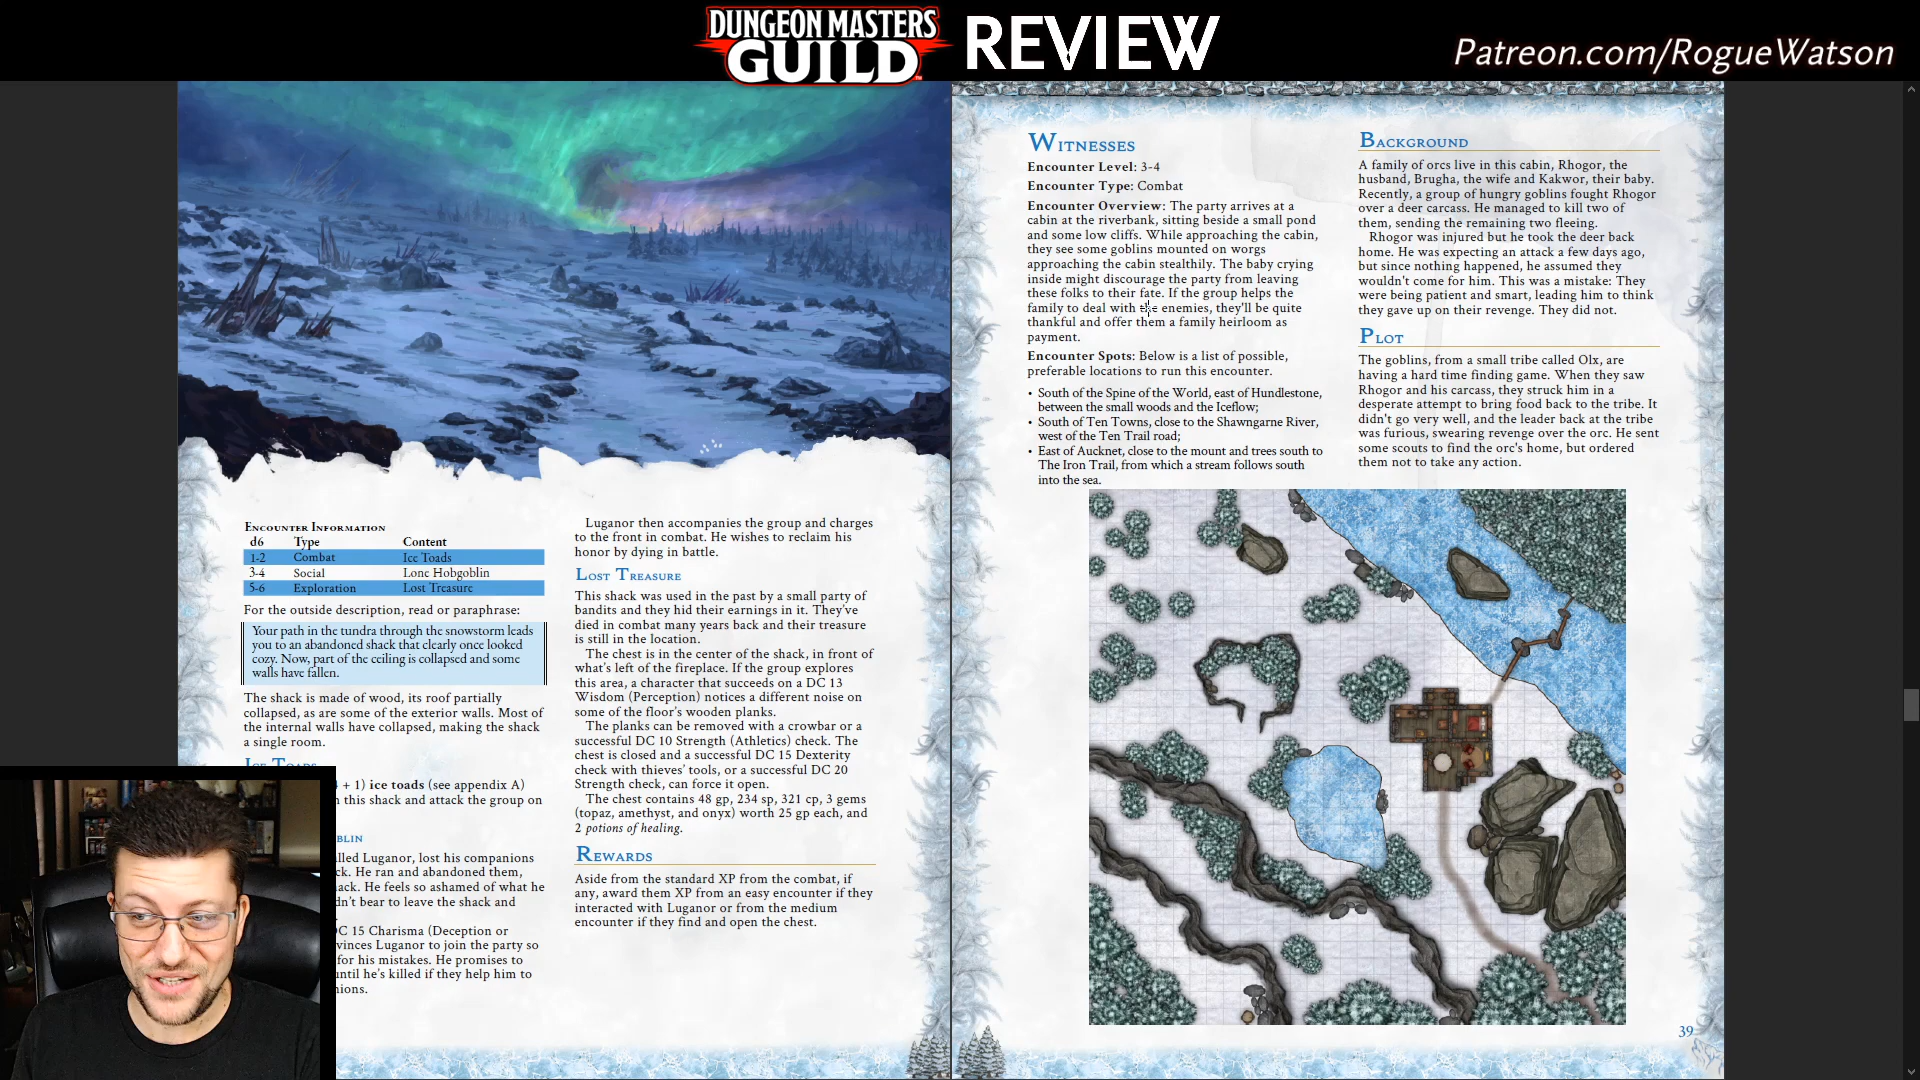 DUNGEON MASTERS
GUILD
REVIEW
Patreon.com/RogueWatson
Encounter Information
d6 Type Content
1-2 Combat Ice Toads
3-4 Social Lone Hobgoblin
5-6 Exploration Lost Treasure
For the outside description, read or paraphrase:
Your path in the tundra through the snowstorm leads
you to an abandoned shack that clearly once looked
cozy. Now, part of the ceiling is collapsed and some
walls have fallen.
The shack is made of wood, its roof partially
collapsed, as are some of the exterior walls. Most of
the internal walls have collapsed, making the shack
a single room.
Ice Toads
+ 1) ice toads (see appendix A)
this shack and attack the group on
BLIN
lled Luganor, lost his companions
ck. He ran and abandoned them,
ack. He feels so ashamed of what he
dn't bear to leave the shack and
DC 15 Charisma (Deception or
vinces Luganor to join the party so
for his mistakes. He promises to
until he's killed if they help him to
nions.
Luganor then accompanies the group and charges
to the front in combat. He wishes to reclaim his
honor by dying in battle.
Lost Treasure
This shack was used in the past by a small party of
bandits and they hid their earnings in it. They've
died in combat many years back and their treasure
is still in the location.
The chest is in the center of the shack, in front of
what's left of the fireplace. If the group explores
this area, a character that succeeds on a DC 13
Wisdom (Perception) notices a different noise on
some of the floor's wooden planks.
The planks can be removed with a crowbar or a
successful DC 10 Strength (Athletics) check. The
chest is closed and a successful DC 15 Dexterity
check with thieves' tools, or a successful DC 20
Strength check, can force it open.
The chest contains 48 gp, 234 sp, 321 cp, 3 gems
(topaz, amethyst, and onyx) worth 25 gp each, and
2 potions of healing.
Rewards
Aside from the standard XP from the combat, if
any, award them XP from an easy encounter if they
interacted with Luganor or from the medium
encounter if they find and open the chest.
Witnesses
Encounter Level: 3-4
Encounter Type: Combat
Encounter Overview: The party arrives at a
cabin at the riverbank, sitting beside a small pond
and some low cliffs. While approaching the cabin,
they see some goblins mounted on worgs
approaching the cabin stealthily. The baby crying
inside might discourage the party from leaving
these folks to their fate. If the group helps the
family to deal with the enemies, they'll be quite
thankful and offer them a family heirloom as
payment.
Encounter Spots: Below is a list of possible,
preferable locations to run this encounter.
• South of the Spine of the World, east of Hundlestone,
between the small woods and the Iceflow;
• South of Ten Towns, close to the Shawngarne River,
west of the Ten Trail road;
• East of Aucknet, close to the mount and trees south to
The Iron Trail, from which a stream follows south
into the sea.
Background
A family of orcs live in this cabin, Rhogor, the
husband, Brugha, the wife and Kakwor, their baby.
Recently, a group of hungry goblins fought Rhogor
over a deer carcass. He managed to kill two of
them, sending the remaining two fleeing.
Rhogor was injured but he took the deer back
home. He was expecting an attack a few days ago,
but since nothing happened, he assumed they
wouldn't come for him. This was a mistake: They
were being patient and smart, leading him to think
they gave up on their revenge. They did not.
Plot
The goblins, from a small tribe called Olx, are
having a hard time finding game. When they saw
Rhogor and his carcass, they struck him in a
desperate attempt to bring food back to the tribe. It
didn't go very well, and the leader back at the tribe
was furious, swearing revenge over the orc. He sent
some scouts to find the orc's home, but ordered
them not to take any action.
39